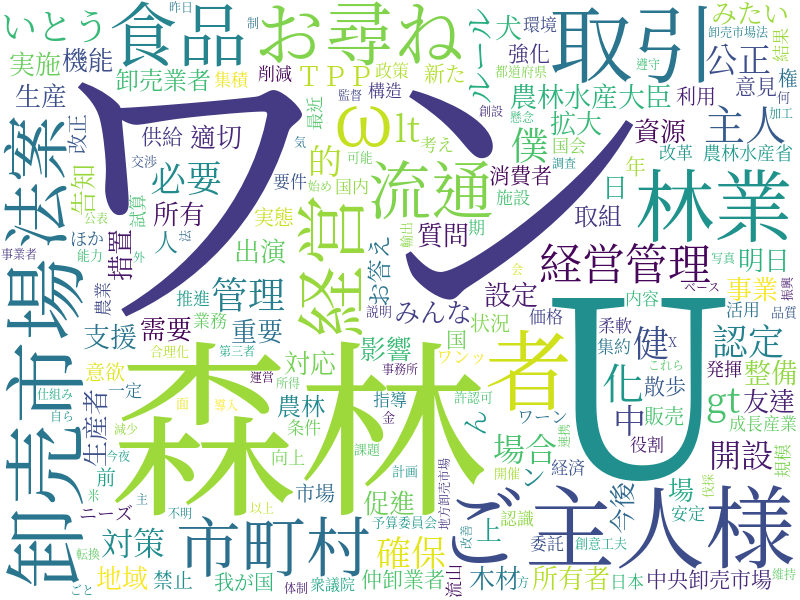 ワン
U
森林
ご主人様
卸売市場法案
取引
食品
お尋ね
林業
流通
経営
者
市町村
経営管理
いとう
ω
lt
gt
僕
化
的
主人
ルール
公正
みたい
犬
強化
環境
昨日
制
卸売市場法
結果
実施
機能
集積
削減
TPP
政策
新た
都道府県
遵守
何
権
意見
卸売業者
生産
改正
監督
構造
創設
懸念
農林水産大臣
利用
加工
告知
供給
適切
最近
気
考え
拡大
国会
資源
改革
農林水産省
交渉
要件
可能
調査
年
必要
試算
始め
国内
消費者
施設
日
公表
所有
実態
期
取組
ほか
措置
人
出演
お答え
質問
輸出
明日
事業者
能力
法
外
会
写真
農業
推進
管理
説明
みんな
設定
内容
事業
ベース
振興
支援
需要
業務
重要
状況
価格
柔軟
X
活用
品質
合理化
第三者
影響
国
ワンッ
集約
健
認定
意欲
一定
対応
これら
仕組み
運営
所得
事務所
許認可
散歩
発揮
整備
生産者
自ら
面
導入
農林
指導
ワーン
ん
中
販売
友達
成長産業
減少
条件
金
連携
場合
ン
役割
開設
前
今夜
向上
課題
計画
開催
経済
規模
ニーズ
米
主
市場
促進
地方卸売市場
今後
場
伐採
対策
不明
以上
予算委員会
認識
上
安定
転換
確保
改善
委託
創意工夫
地域
禁止
我が国
仲卸業者
木材
所有者
日本
中央卸売市場
ごと
体制
衆議院
流山
方
維持